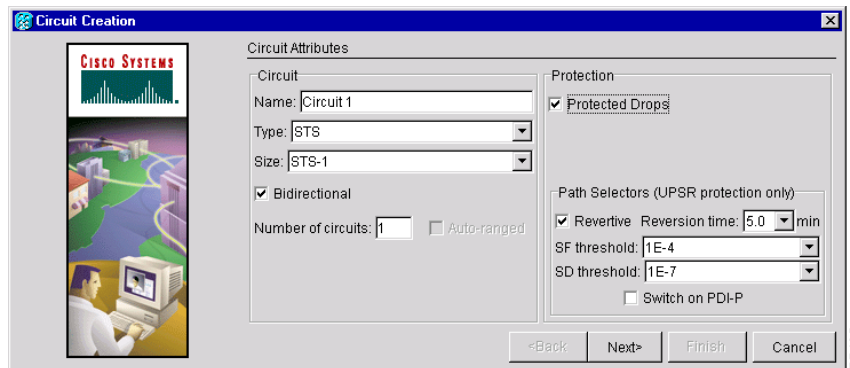 Circuit Creation
CISCO SYSTEMS
Circuit Attributes
Circuit
Name: Circuit 1
Type: STS
Size: STS-1
Bidirectional
Number of circuits: 1 Auto-ranged
Protection
Protected Drops
Path Selectors (UPSR protection only)
Revertive Reversion time: 5.0 min
SF threshold: 1E-4
SD threshold: 1E-7
Switch on PDI-P
<Back Next> Finish Cancel